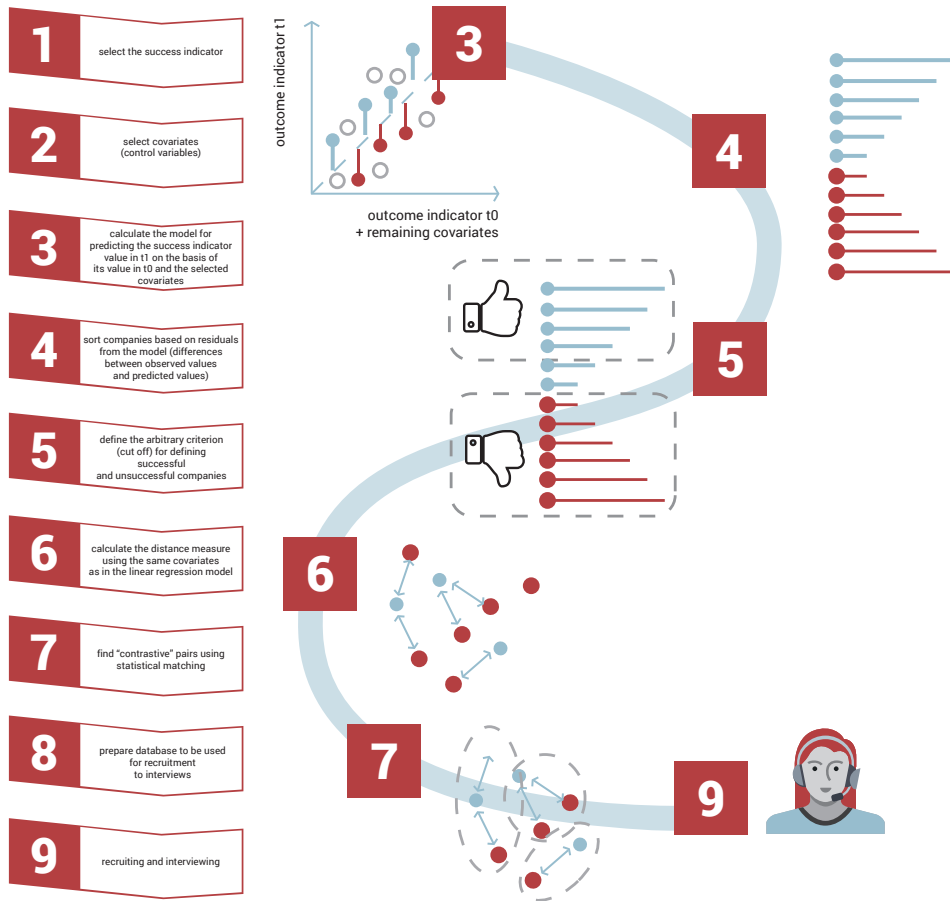 1
select the success indicator
2
select covariates
(control variables)
3
calculate the model for
predicting the success indicator
value in t1 on the basis of
its value in t0 and the selected
covariates
4
sort companies based on residuals
from the model (differences
between observed values
and predicted values)
5
define the arbitrary criterion
(cut off) for defining
successful
and unsuccessful companies
6
calculate the distance measure
using the same covariates
as in the linear regression model
7
find “contrastive” pairs using
statistical matching
8
prepare database to be used
for recruitment
to interviews
9
recruiting and interviewing
outcome indicator t1
outcome indicator t0
+ remaining covariates
3
4
5
6
7
9